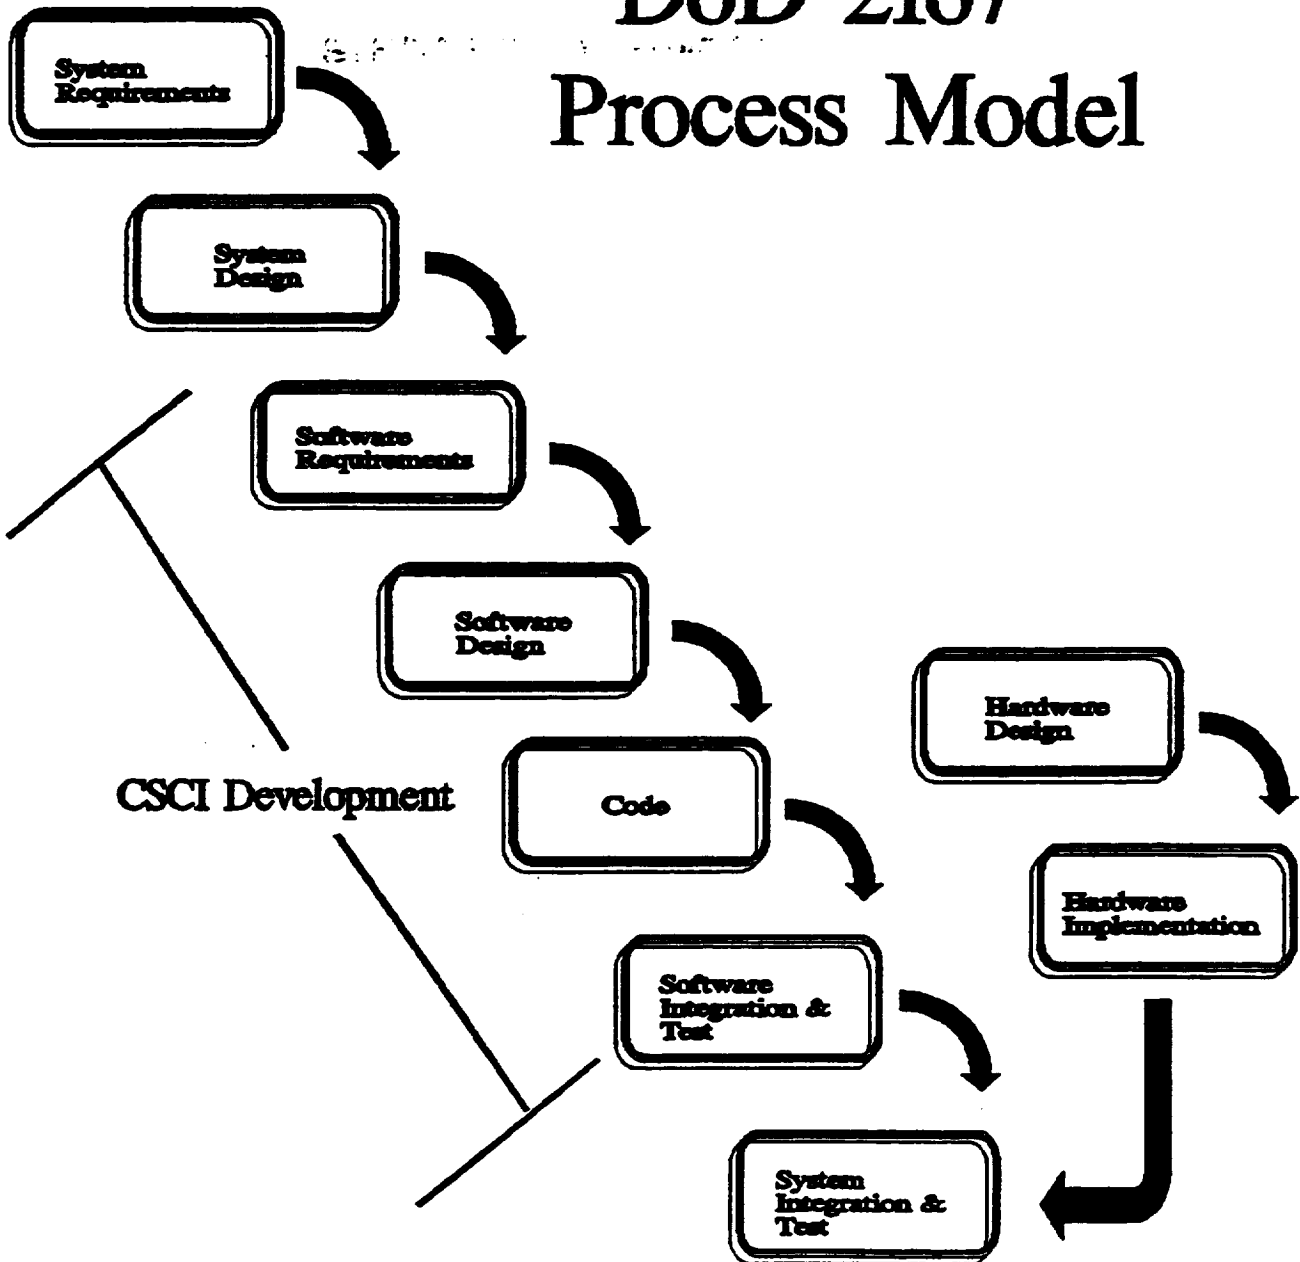 DoD 2167
Process Model
System
Requirements
System
Design
Software
Requirements
Software
Design
Hardware
Design
CSCI Development
Code
Hardware
Implementation
Software
Integration &
Test
System
Integration &
Test